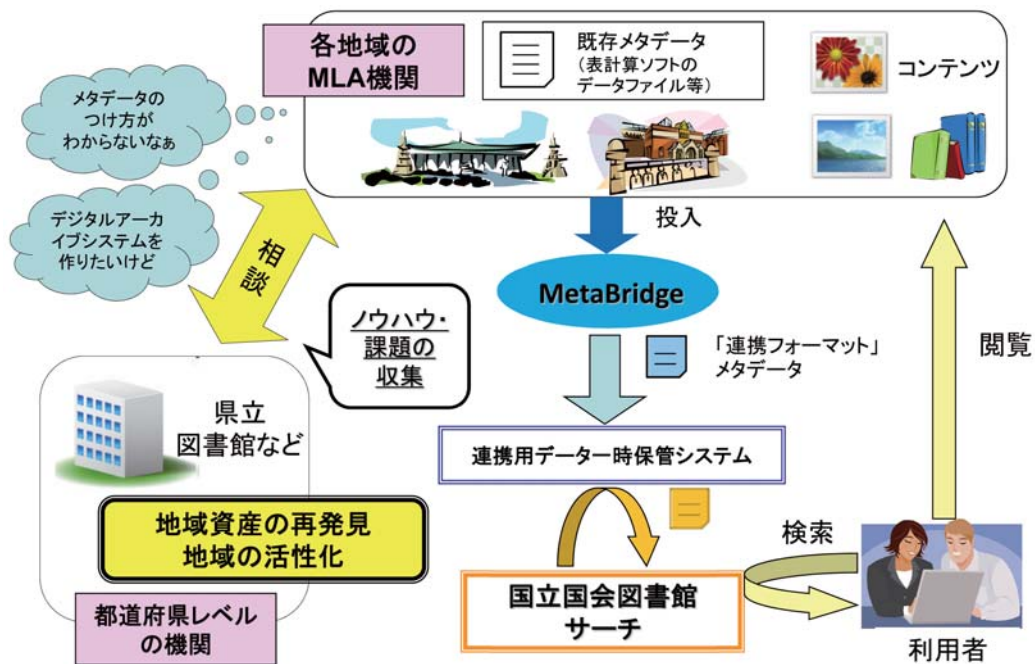 各地域の
MLA機関
既存メタデータ
（表計算ソフトの
データファイル等）
コンテンツ
メタデータの
つけ方が
わからないなぁ
デジタルアーカ
イブシステムを
作りたいけど
相談
投入
MetaBridge
ノウハウ・
課題の
収集
「連携フォーマット」
メタデータ
閲覧
県立
図書館など
連携用データ一時保管システム
地域資産の再発見
地域の活性化
検索
国立国会図書館
サーチ
都道府県レベル
の機関
利用者